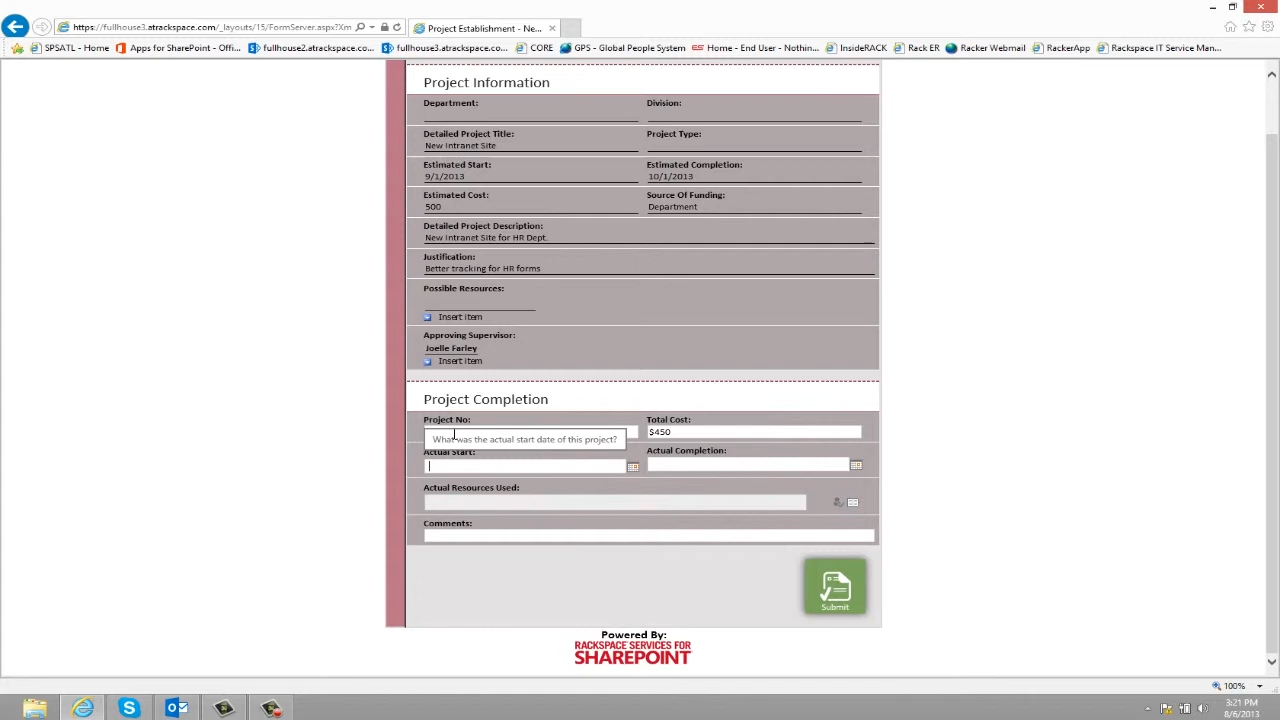 https://fullhouse3.atrackspace.com/_layouts/15/FormServer.aspx?Xm
Project Establishment - Ne...
SPSATL - Home
Apps for SharePoint - Offi...
fullhouse2.atrackspace.co...
fullhouse3.atrackspace.co...
CORE
GPS - Global People System
Home - End User - Nothin...
InsideRACK
Rack ER
Racker Webmail
RackerApp
Rackspace IT Service Man...
Project Information
Department:
Division:
Detailed Project Title:
New Intranet Site
Project Type:
Estimated Start:
9/1/2013
Estimated Completion:
10/1/2013
Estimated Cost:
500
Source Of Funding:
Department
Detailed Project Description:
New Intranet Site for HR Dept.
Justification:
Better tracking for HR forms
Possible Resources:
Insert item
Approving Supervisor:
Joelle Farley
Insert item
Project Completion
Project No:
Total Cost:
$450
What was the actual start date of this project?
Actual Start:
Actual Completion:
Actual Resources Used:
Comments:
Submit
Powered By:
RACKSPACE SERVICES FOR
SHAREPOINT
100%
3:21 PM
8/6/2013